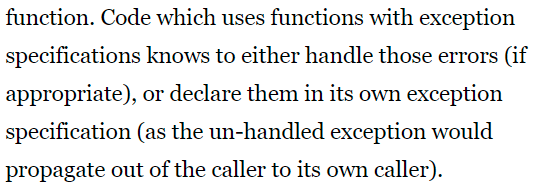 function. Code which uses functions with exception
specifications knows to either handle those errors (if
appropriate), or declare them in its own exception
specification (as the un-handled exception would
propagate out of the caller to its own caller).